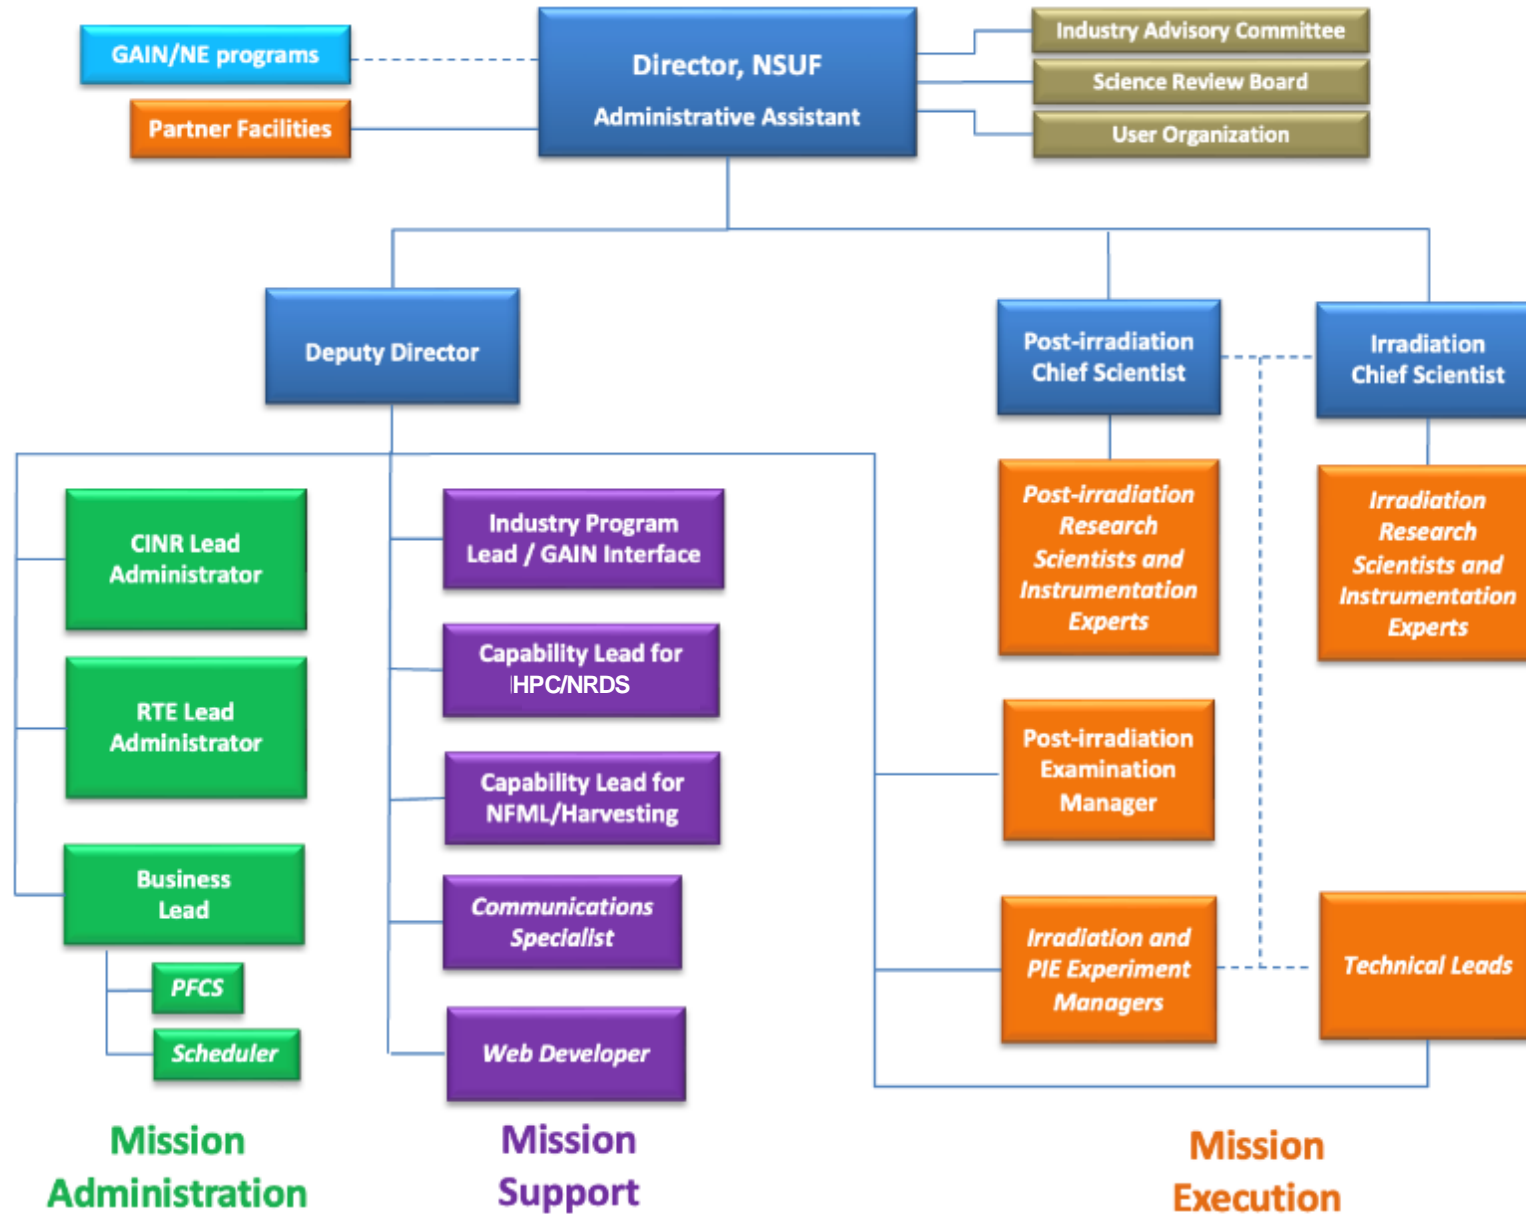 GAIN/NE programs
Partner Facilities
Director, NSUF
Administrative Assistant
Industry Advisory Committee
Science Review Board
User Organization
Deputy Director
Post-irradiation
Chief Scientist
Irradiation
Chief Scientist
CINR Lead
Administrator
RTE Lead
Administrator
Business
Lead
PFCS
Scheduler
Industry Program
Lead / GAIN Interface
Capability Lead for
HPC/NRDS
Capability Lead for
NFML/Harvesting
Communications
Specialist
Web Developer
Post-irradiation
Research
Scientists and
Instrumentation
Experts
Irradiation
Research
Scientists and
Instrumentation
Experts
Post-irradiation
Examination
Manager
Irradiation and
PIE Experiment
Managers
Technical Leads
Mission
Administration
Mission
Support
Mission
Execution